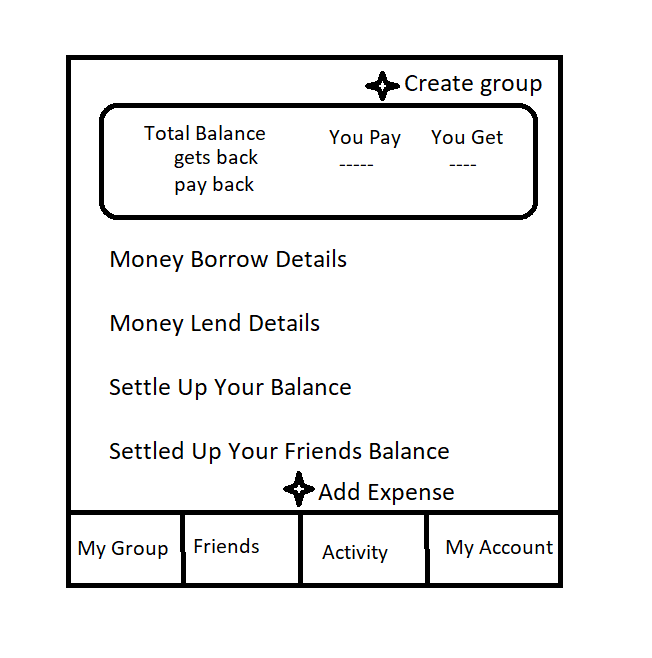 Create group
Total Balance
gets back
pay back
You Pay
-----
You Get
----
Money Borrow Details
Money Lend Details
Settle Up Your Balance
Settled Up Your Friends Balance
Add Expense
My Group
Friends
Activity
My Account